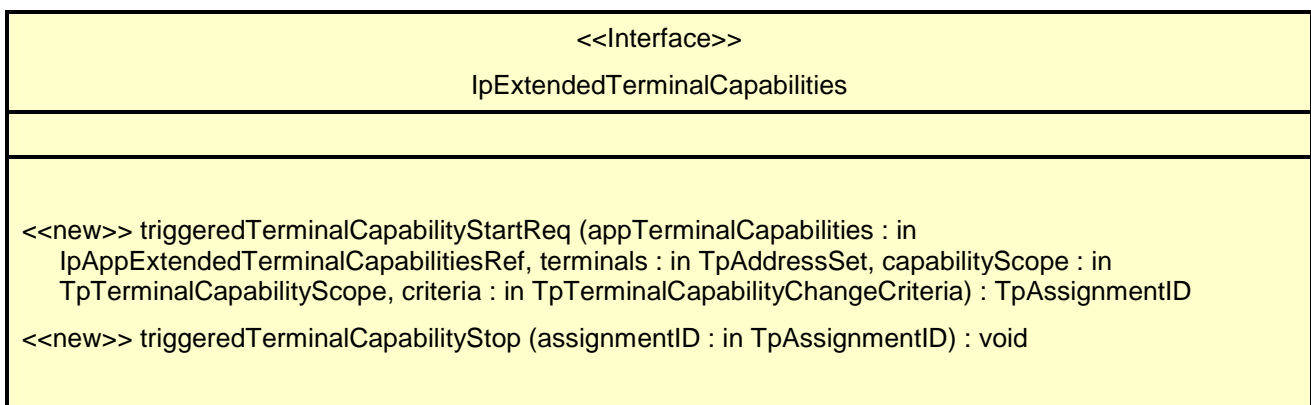 <<Interface>>
IpExtendedTerminalCapabilities
<<new>> triggeredTerminalCapabilityStartReq (appTerminalCapabilities : in
IpAppExtendedTerminalCapabilitiesRef, terminals : in TpAddressSet, capabilityScope : in
TpTerminalCapabilityScope, criteria : in TpTerminalCapabilityChangeCriteria) : TpAssignmentID
<<new>> triggeredTerminalCapabilityStop (assignmentID : in TpAssignmentID) : void